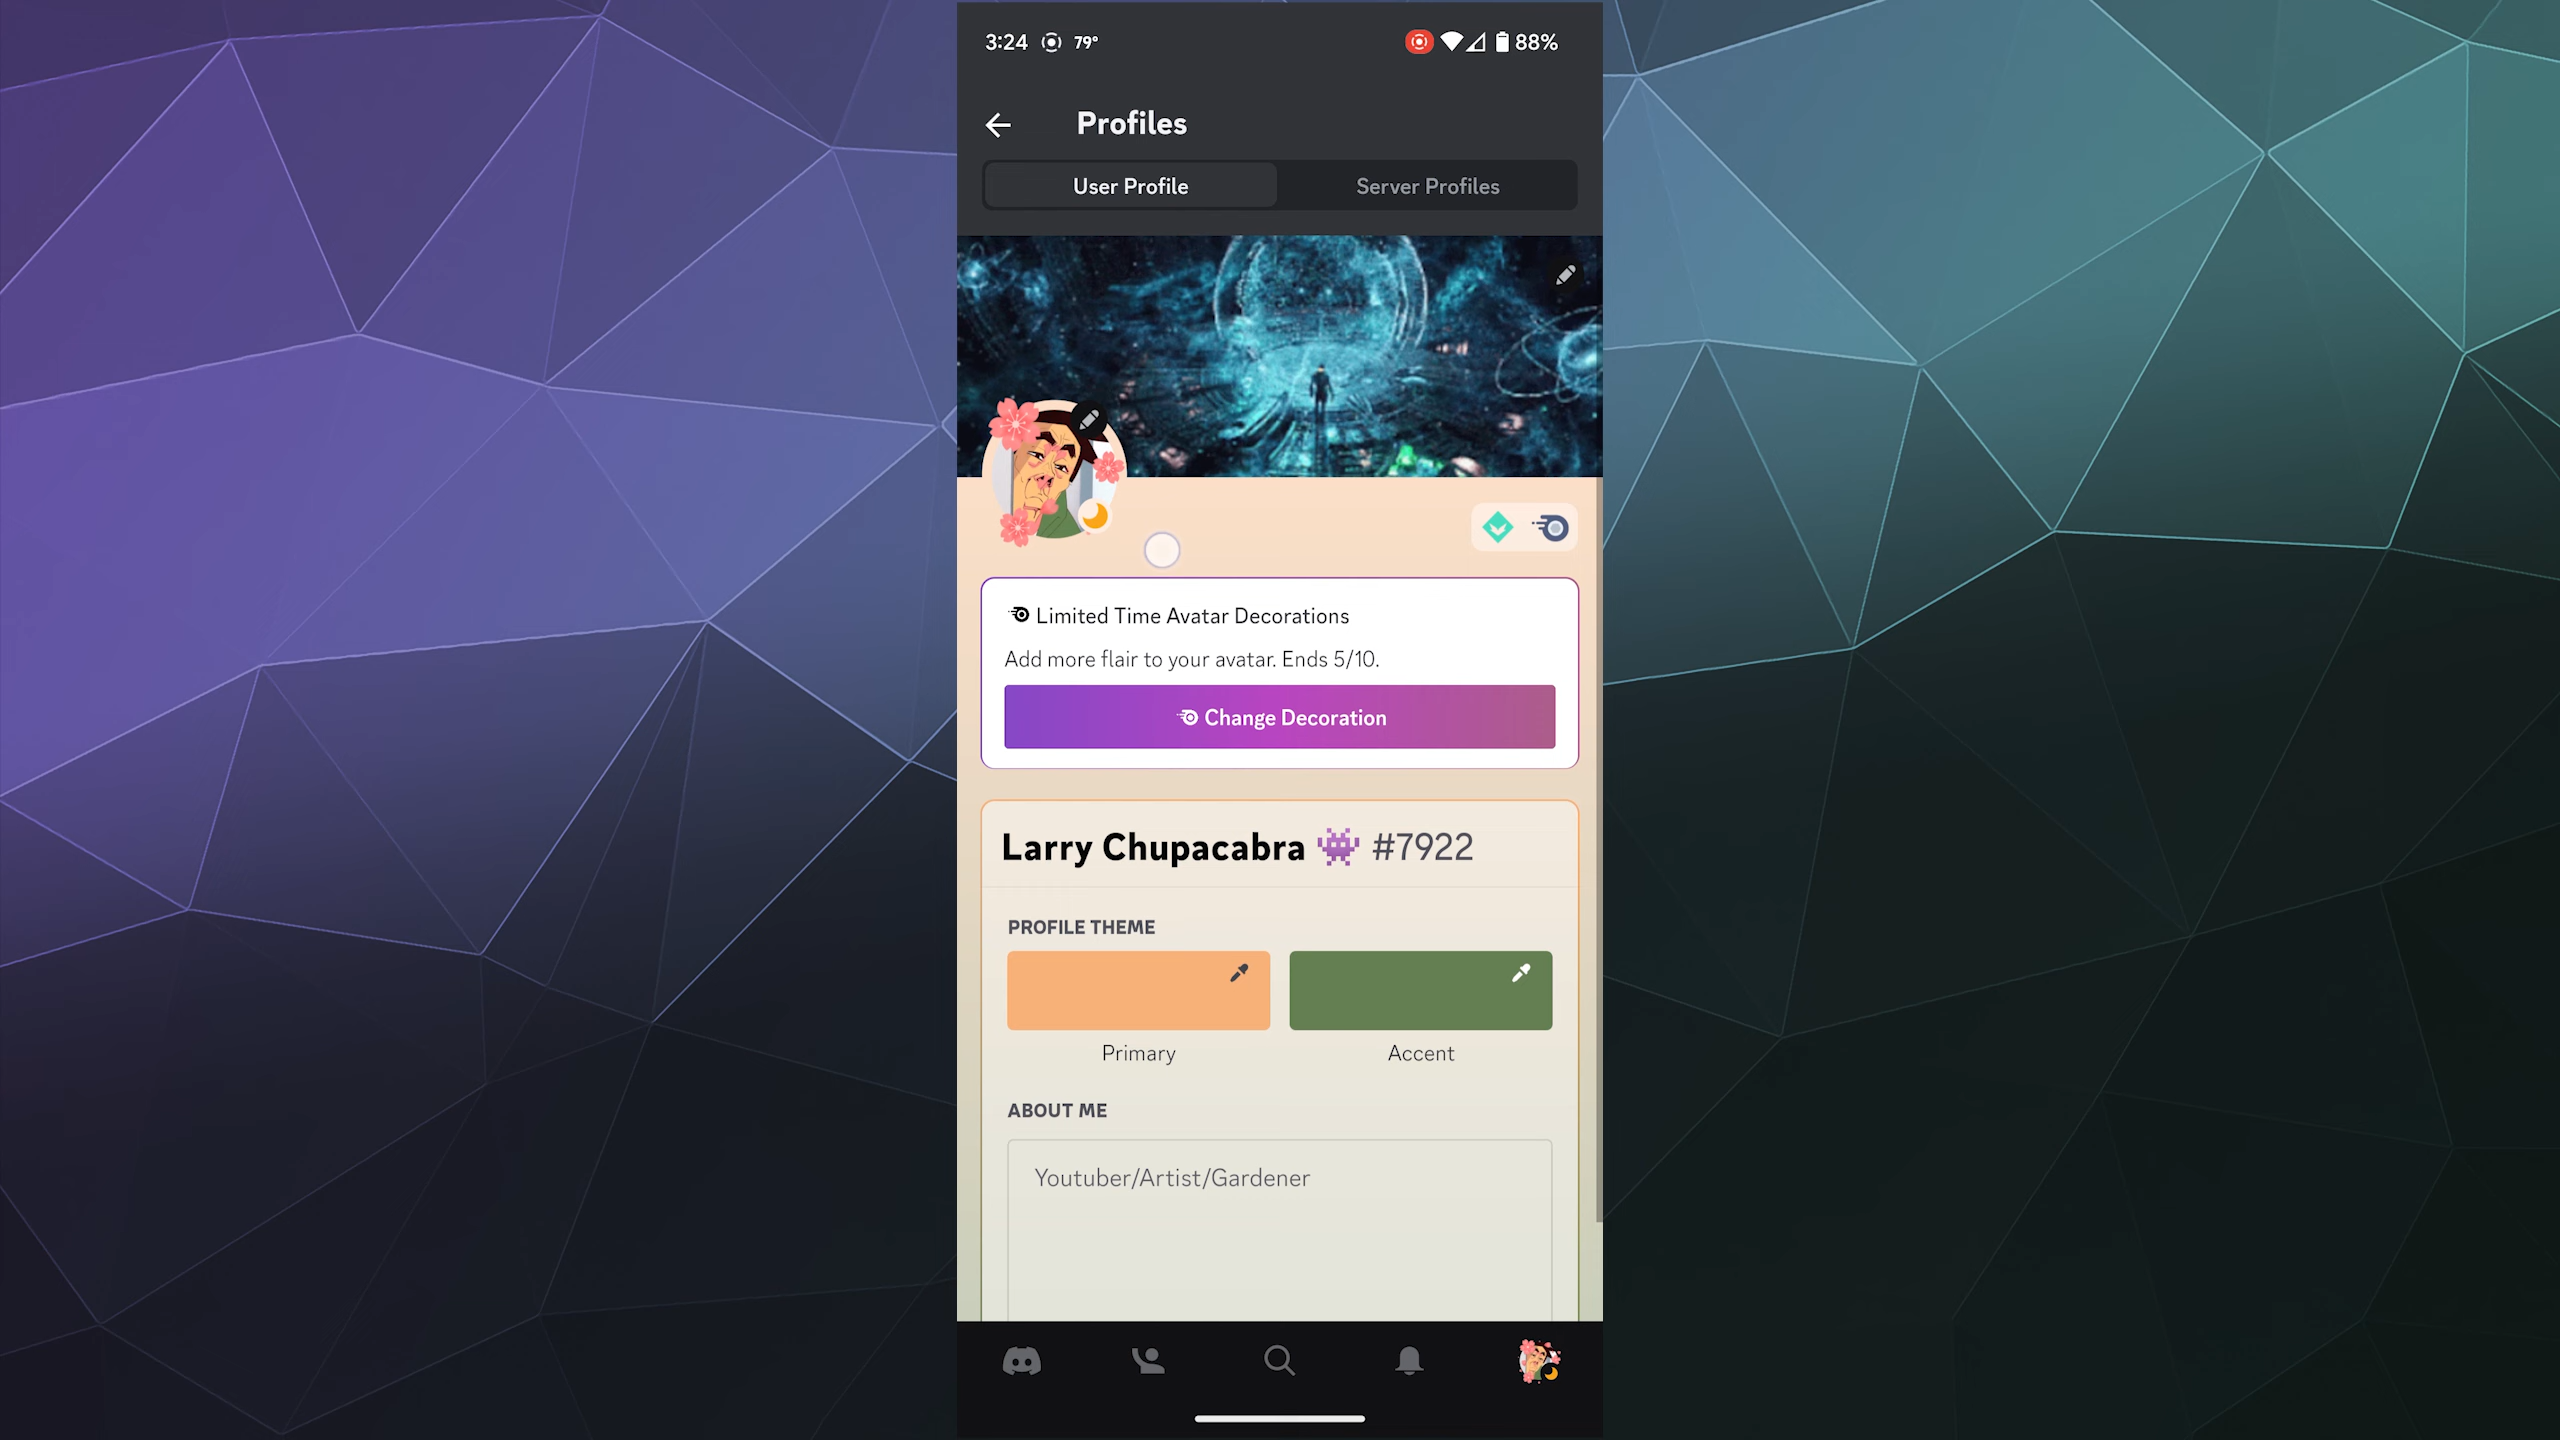 3:24 79° 88%
Profiles
User Profile Server Profiles
Limited Time Avatar Decorations
Add more flair to your avatar. Ends 5/10.
Change Decoration
Larry Chupacabra 👾 #7922
PROFILE THEME
Primary Accent
ABOUT ME
Youtuber/Artist/Gardener